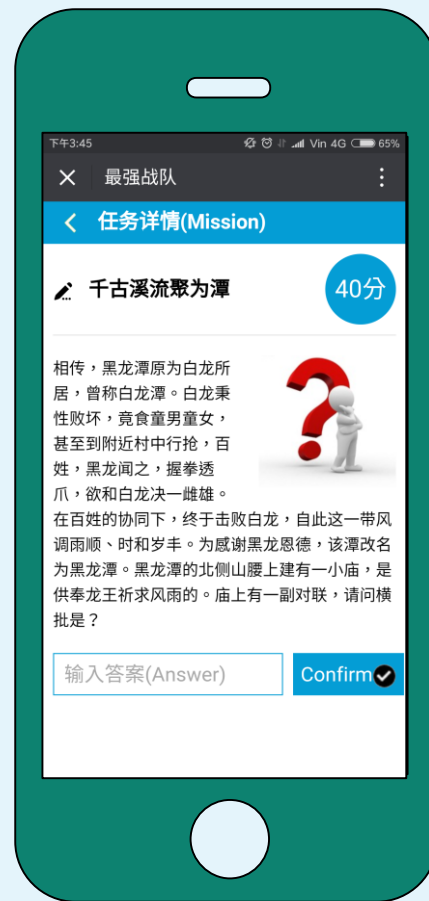 下午3:45 Vin 4G 65%
最强战队
任务详情(Mission)
千古溪流聚为潭
40分
相传，黑龙潭原为白龙所
居，曾称白龙潭。白龙秉
性败坏，竟食童男童女，
甚至到附近村中行抢，百
姓，黑龙闻之，握拳透
爪，欲和白龙决一雌雄。
在百姓的协同下，终于击败白龙，自此这一带风
调雨顺、时和岁丰。为感谢黑龙恩德，该潭改名
为黑龙潭。黑龙潭的北侧山腰上建有一小庙，是
供奉龙王祈求风雨的。庙上有一副对联，请问横
批是？
输入答案(Answer)
Confirm